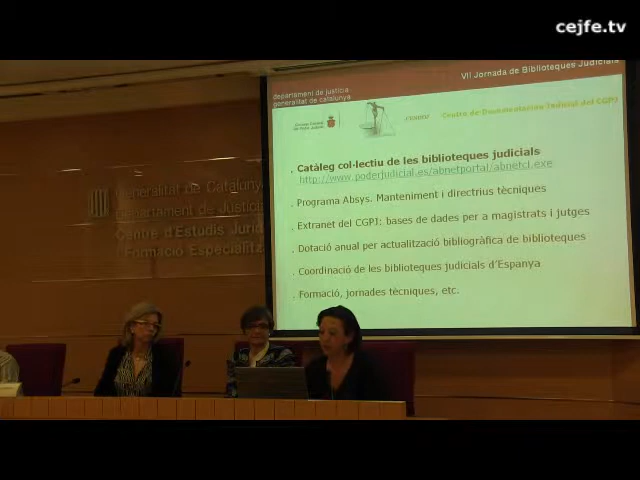 cejfe.tv
VII Jornada de Biblioteques Judicials
departament de justícia
generalitat de catalunya
Centro de Documentación Judicial del CGPJ
. Catàleg col·lectiu de les biblioteques judicials
http://www.poderjudicial.es/abnetportal/abnetcl.exe
. Programa Absys. Manteniment i directrius tècniques
. Extranet del CGPJ: bases de dades per a magistrats i jutges
. Dotació anual per actualització bibliogràfica de biblioteques
. Coordinació de les biblioteques judicials d'Espanya
. Formació, jornades tècniques, etc.
Generalitat de Catalunya
Departament de Justícia
Centre d'Estudis Jurí
Formació Especialitz